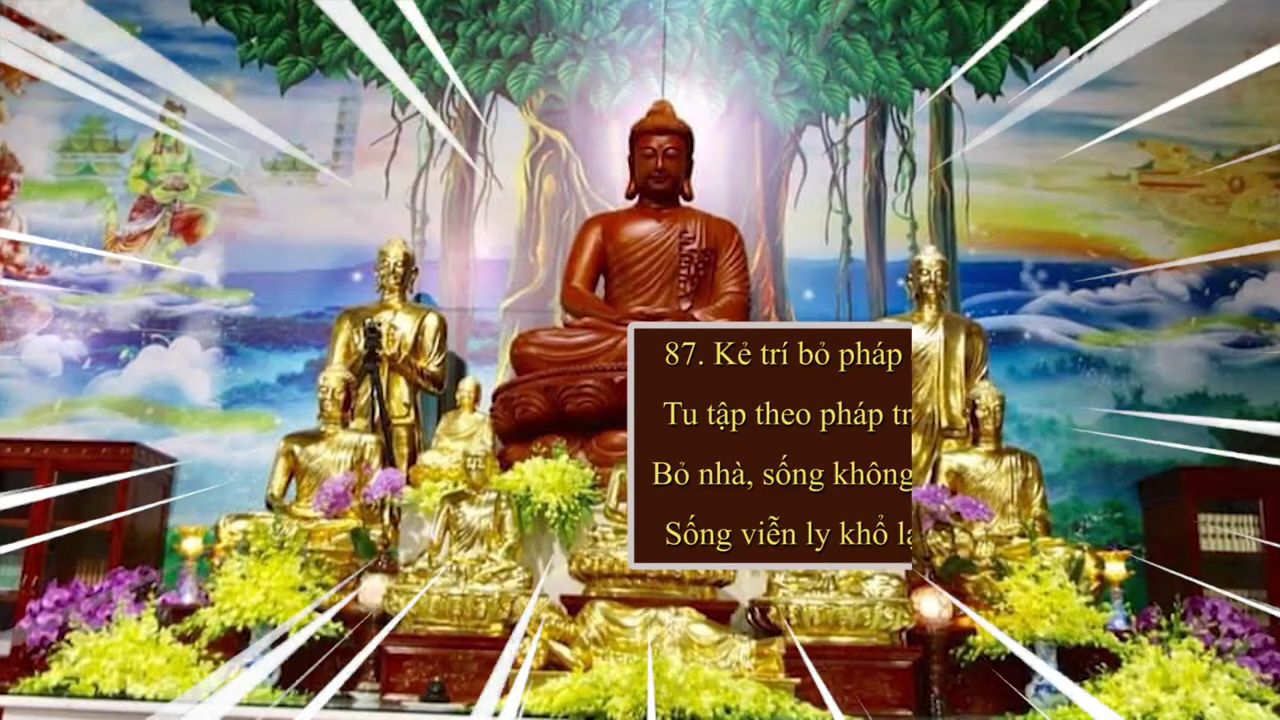 87. Kẻ trí bỏ pháp
Tu tập theo pháp
Bỏ nhà, sống không
Sống viễn ly khổ